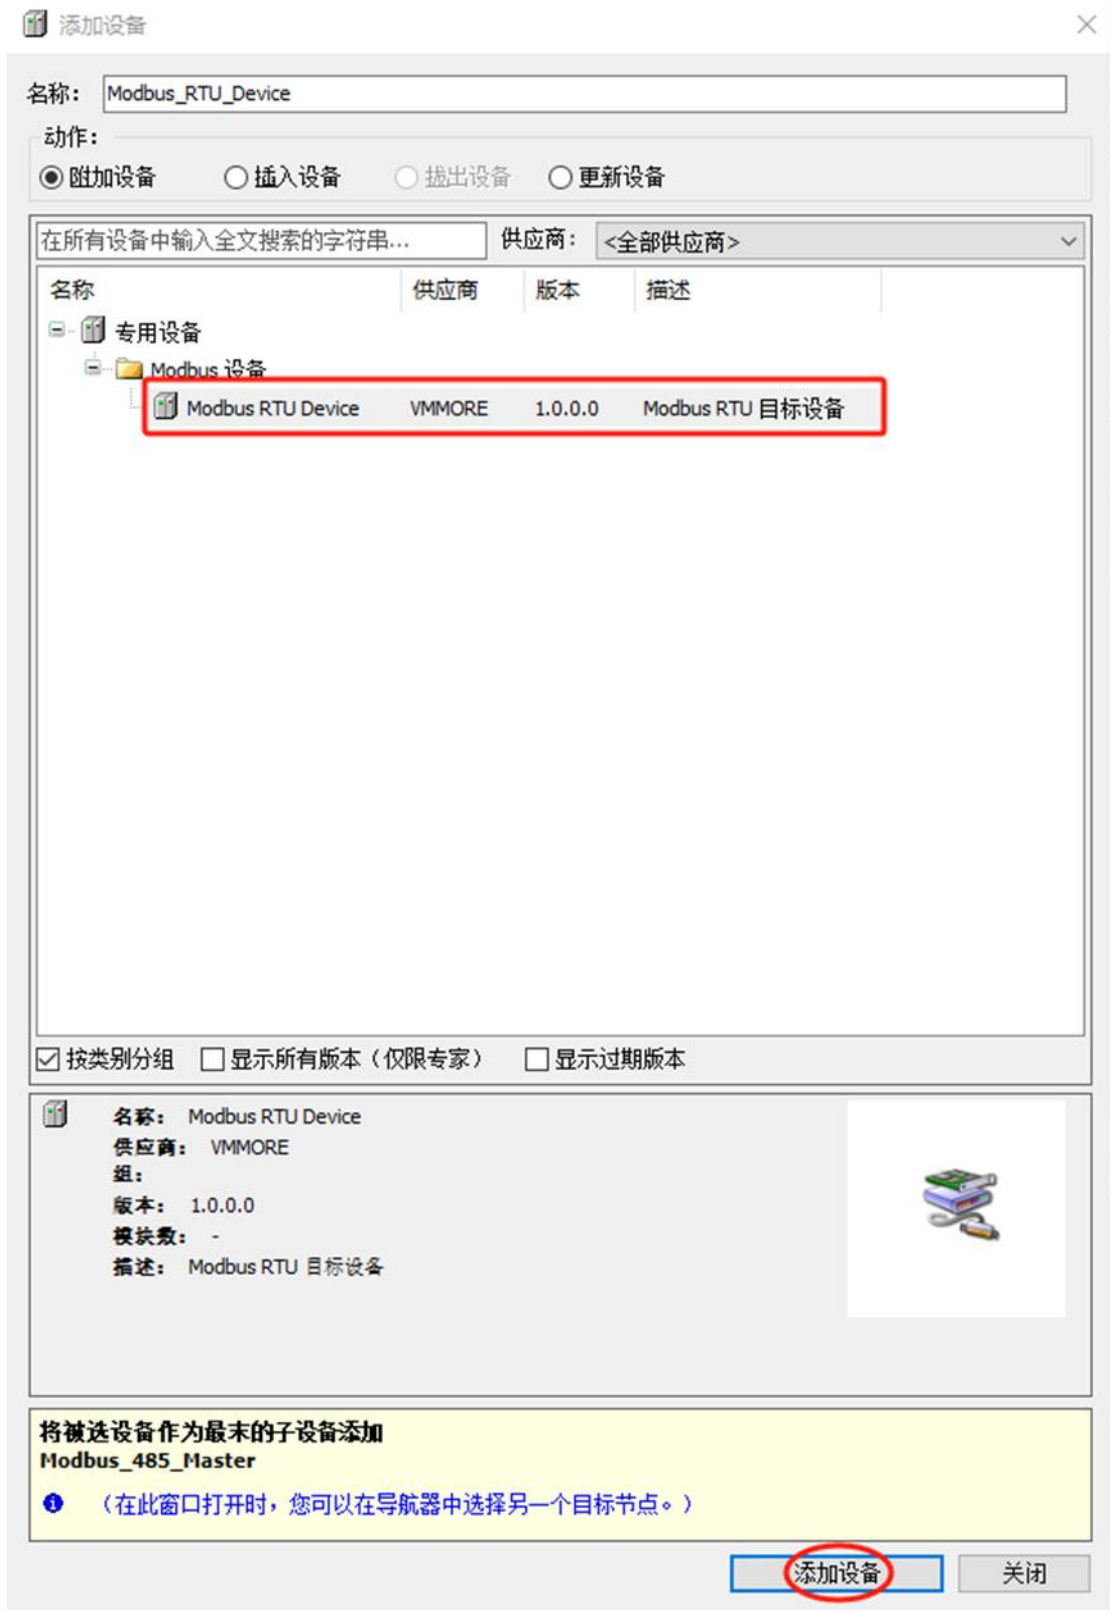 添加设备
名称： Modbus_RTU_Device
动作：
附加设备 插入设备 拔出设备 更新设备
在所有设备中输入全文搜索的字符串... 供应商： <全部供应商>
名称 供应商 版本 描述
专用设备
Modbus 设备
Modbus RTU Device VMMORE 1.0.0.0 Modbus RTU 目标设备
按类别分组 显示所有版本（仅限专家） 显示过期版本
名称： Modbus RTU Device
供应商： VMMORE
组：
版本： 1.0.0.0
模块数： -
描述： Modbus RTU 目标设备
将被选设备作为最末的子设备添加
Modbus_485_Master
（在此窗口打开时，您可以在导航器中选择另一个目标节点。）
添加设备 关闭